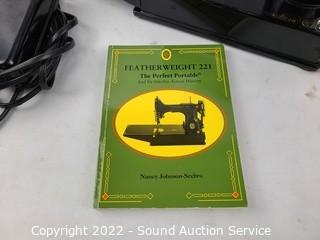 FEATHERWEIGHT 221
The Perfect Portable®
And Its Stitches Across History
Nancy Johnson-Srebro
Copyright © 2022 - Sound Auction Service